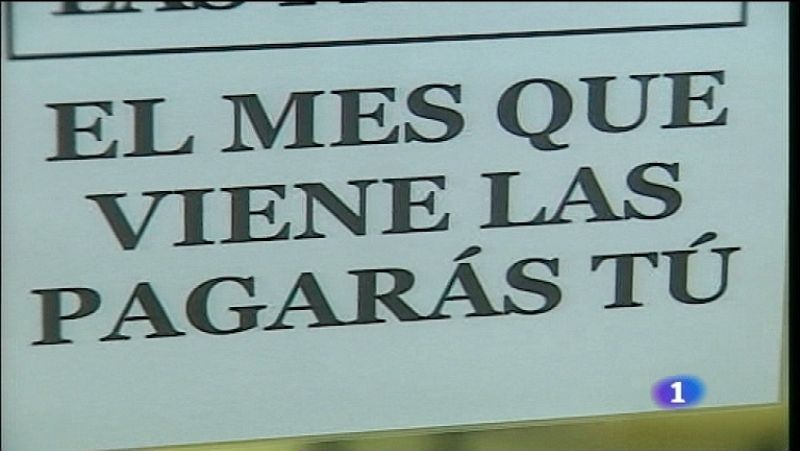 EL MES QUE
VIENE LAS
PAGARÁS TÚ
1